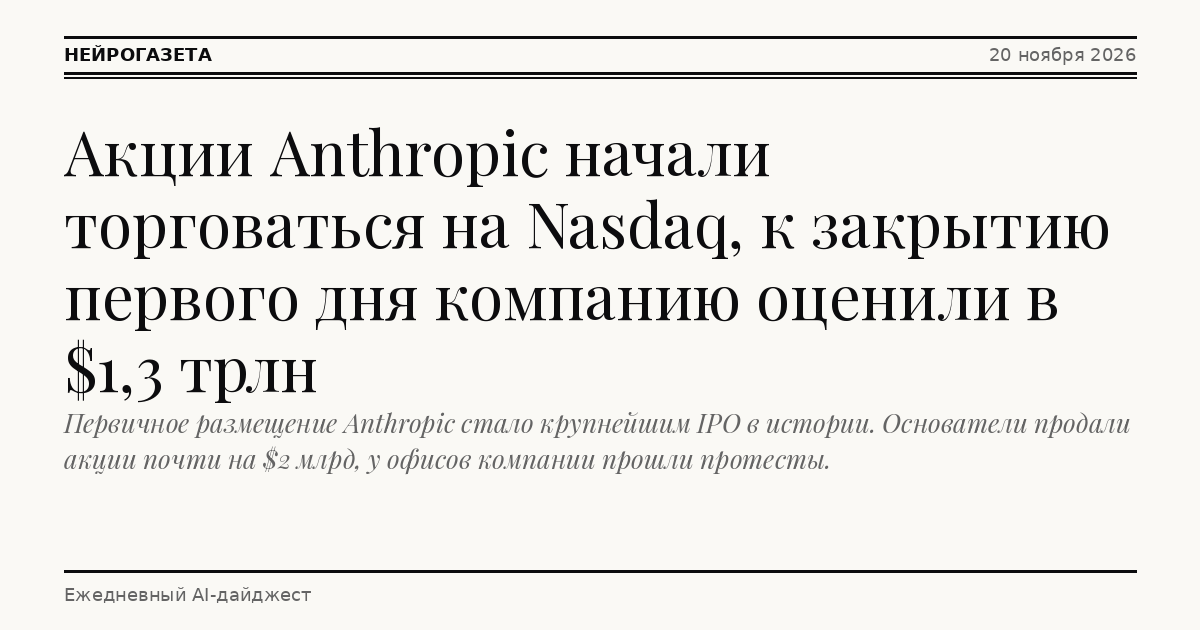 НЕЙРОГАЗЕТА
20 ноября 2026
Акции Anthropic начали
торговаться на Nasdaq, к закрытию
первого дня компанию оценили в
$1,3 трлн
Первичное размещение Anthropic стало крупнейшим IPO в истории. Основатели продали
акции почти на $2 млрд, у офисов компании прошли протесты.
Ежедневный AI-дайджест